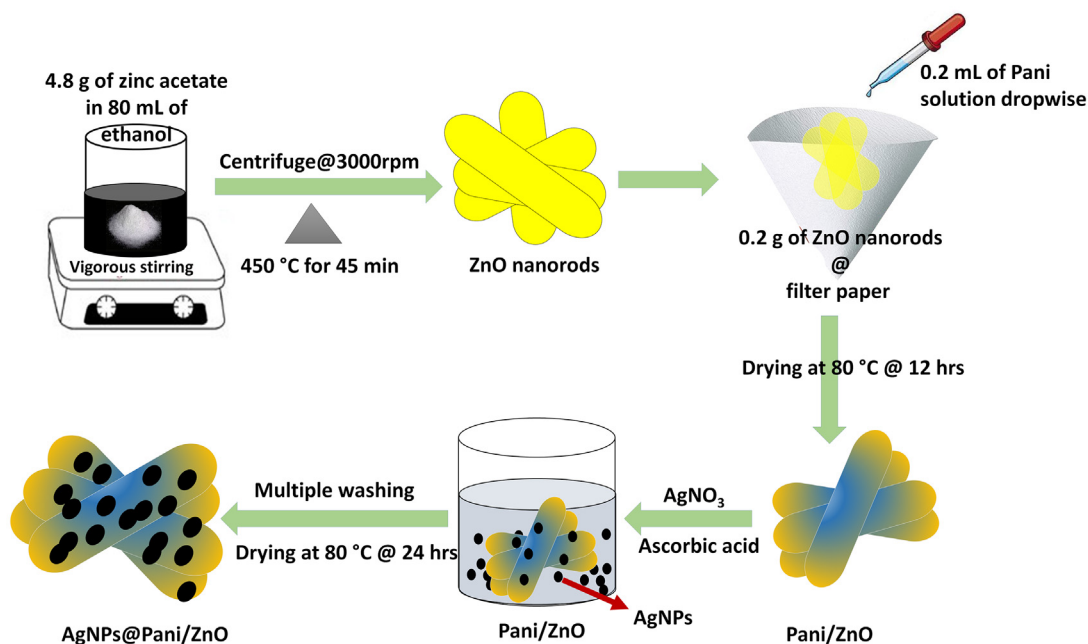 4.8 g of zinc acetate
in 80 mL of
ethanol
Vigorous stirring
Centrifuge@3000rpm
450 °C for 45 min
ZnO nanorods
0.2 mL of Pani
solution dropwise
0.2 g of ZnO nanorods
@
filter paper
Drying at 80 °C @ 12 hrs
Pani/ZnO
AgNO₃
Ascorbic acid
AgNPs
Pani/ZnO
Multiple washing
Drying at 80 °C @ 24 hrs
AgNPs@Pani/ZnO